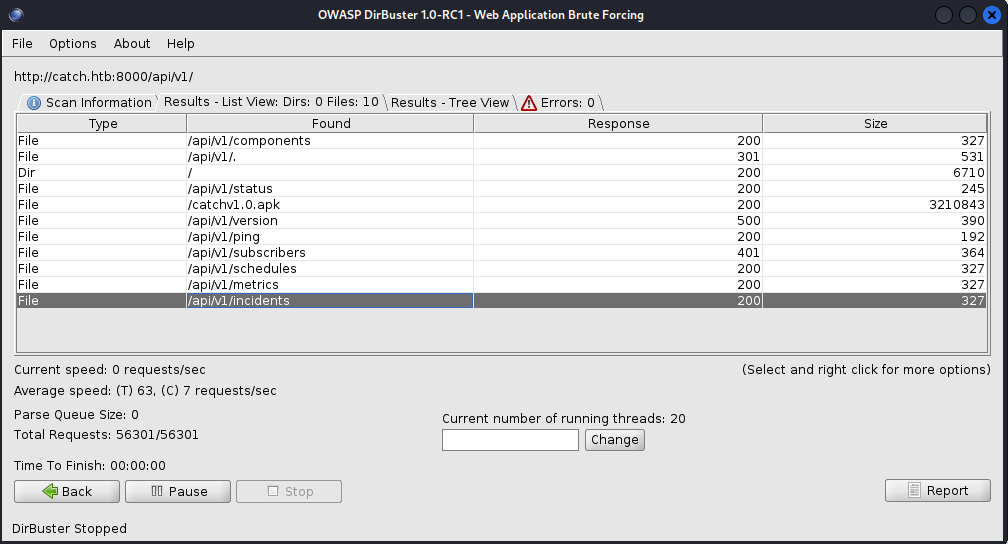 OWASP DirBuster 1.0-RC1 - Web Application Brute Forcing
File Options About Help
http://catch.htb:8000/api/v1/
Scan Information Results - List View: Dirs: 0 Files: 10 Results - Tree View Errors: 0
Type Found Response Size
File /api/v1/components 200 327
File /api/v1/. 301 531
Dir / 200 6710
File /api/v1/status 200 245
File /catchv1.0.apk 200 3210843
File /api/v1/version 500 390
File /api/v1/ping 200 192
File /api/v1/subscribers 401 364
File /api/v1/schedules 200 327
File /api/v1/metrics 200 327
File /api/v1/incidents 200 327
Current speed: 0 requests/sec (Select and right click for more options)
Average speed: (T) 63, (C) 7 requests/sec
Parse Queue Size: 0 Current number of running threads: 20
Total Requests: 56301/56301 Change
Time To Finish: 00:00:00
Back Pause Stop Report
DirBuster Stopped